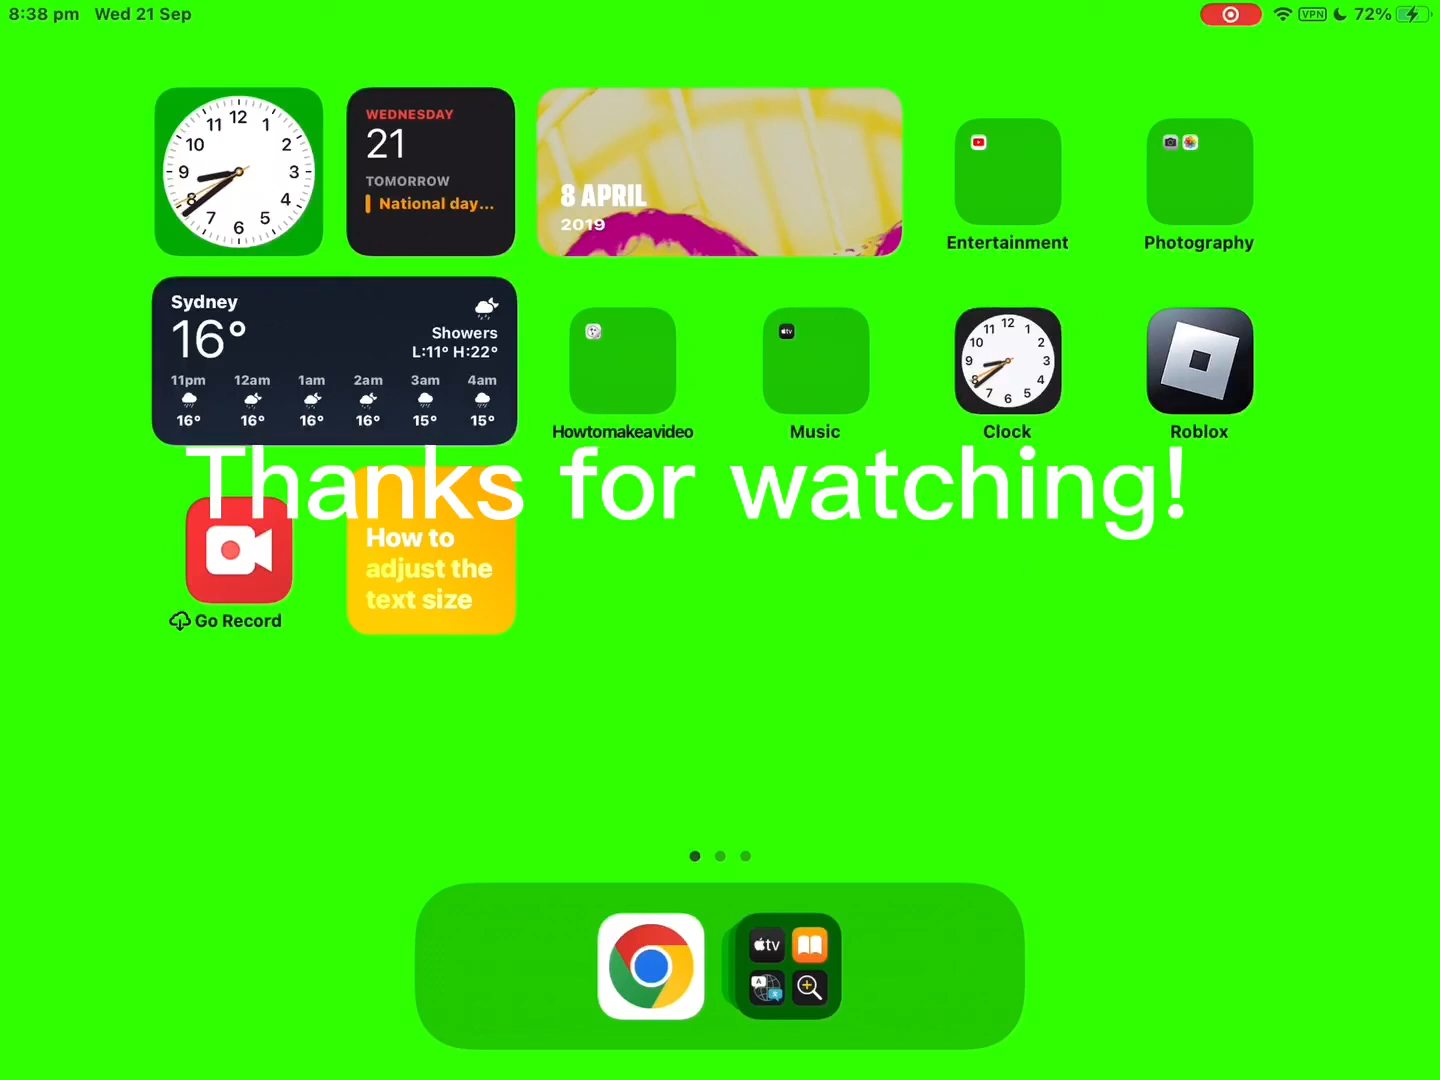 8:38 pm Wed 21 Sep
VPN 72%
WEDNESDAY
21
TOMORROW
National day...
8 APRIL
2019
Entertainment
Photography
Sydney
16°
Showers
L:11° H:22°
11pm 12am 1am 2am 3am 4am
16° 16° 16° 16° 15° 15°
Howtomakeavideo
Music
Clock
Roblox
Thanks for watching!
Go Record
How to
adjust the
text size
tv